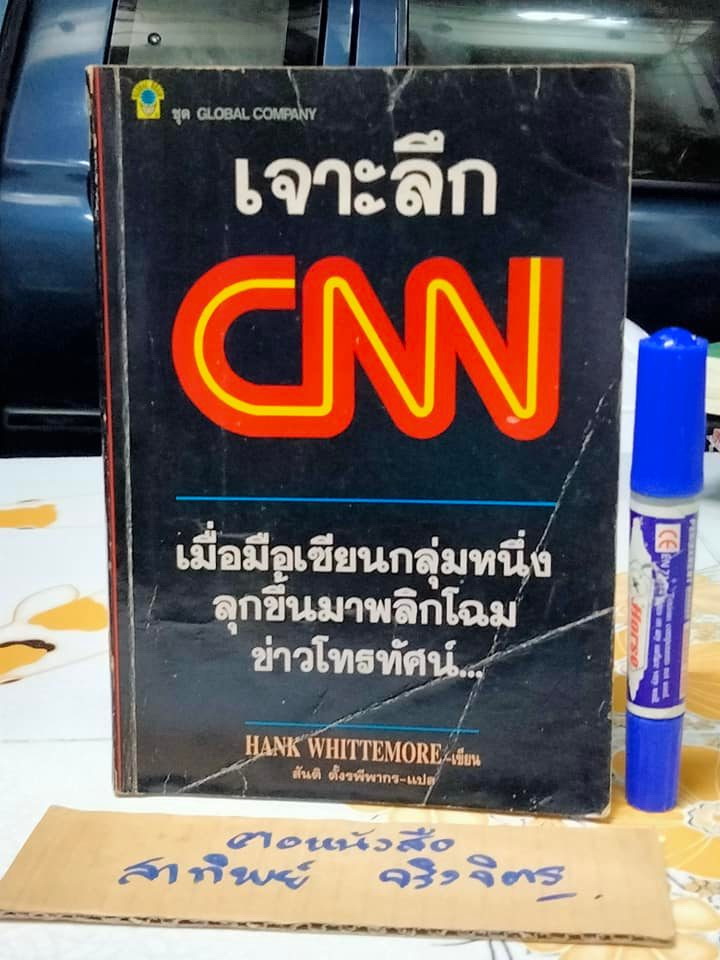 ชุด GLOBAL COMPANY
เจาะลึก
CNN
เมื่อมือเซียนกลุ่มหนึ่ง
ลุกขึ้นมาพลิกโฉม
ข่าวโทรทัศน์...
HANK WHITTEMORE-เขียน
สันติ ตั้งรพีพากร-แปล
CE
Horse
คอหนังสือ
สาทิพย์ จริงจิตร